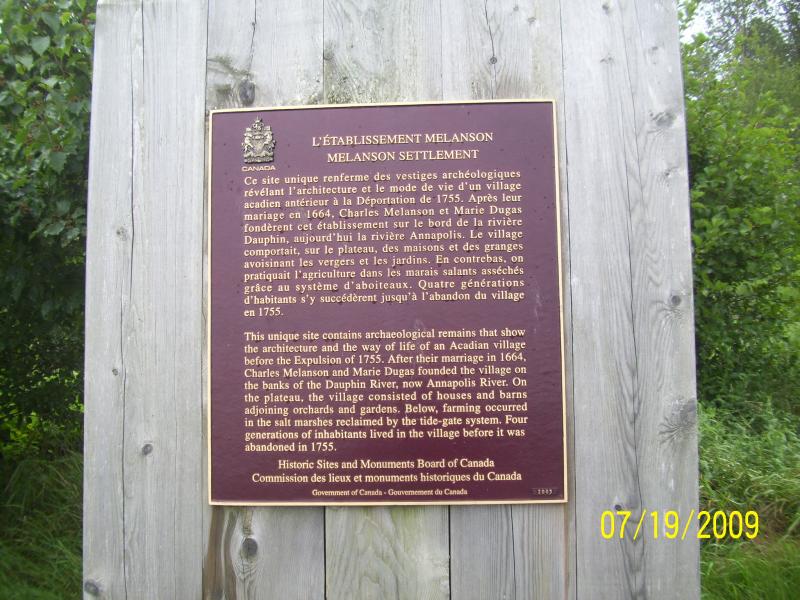 CANADA
L'ÉTABLISSEMENT MELANSON
MELANSON SETTLEMENT
Ce site unique renferme des vestiges archéologiques
révélant l'architecture et le mode de vie d'un village
acadien antérieur à la Déportation de 1755. Après leur
mariage en 1664, Charles Melanson et Marie Dugas
fondèrent cet établissement sur le bord de la rivière
Dauphin, aujourd'hui la rivière Annapolis. Le village
comportait, sur le plateau, des maisons et des granges
avoisinant les vergers et les jardins. En contrebas, on
pratiquait l'agriculture dans les marais salants asséchés
grâce au système d'aboiteaux. Quatre générations
d'habitants s'y succédèrent jusqu'à l'abandon du village
en 1755.
This unique site contains archaeological remains that show
the architecture and the way of life of an Acadian village
before the Expulsion of 1755. After their marriage in 1664,
Charles Melanson and Marie Dugas founded the village on
the banks of the Dauphin River, now Annapolis River. On
the plateau, the village consisted of houses and barns
adjoining orchards and gardens. Below, farming occurred
in the salt marshes reclaimed by the tide-gate system. Four
generations of inhabitants lived in the village before it was
abandoned in 1755.
Historic Sites and Monuments Board of Canada
Commission des lieux et monuments historiques du Canada
Government of Canada - Gouvernement du Canada
07/19/2009